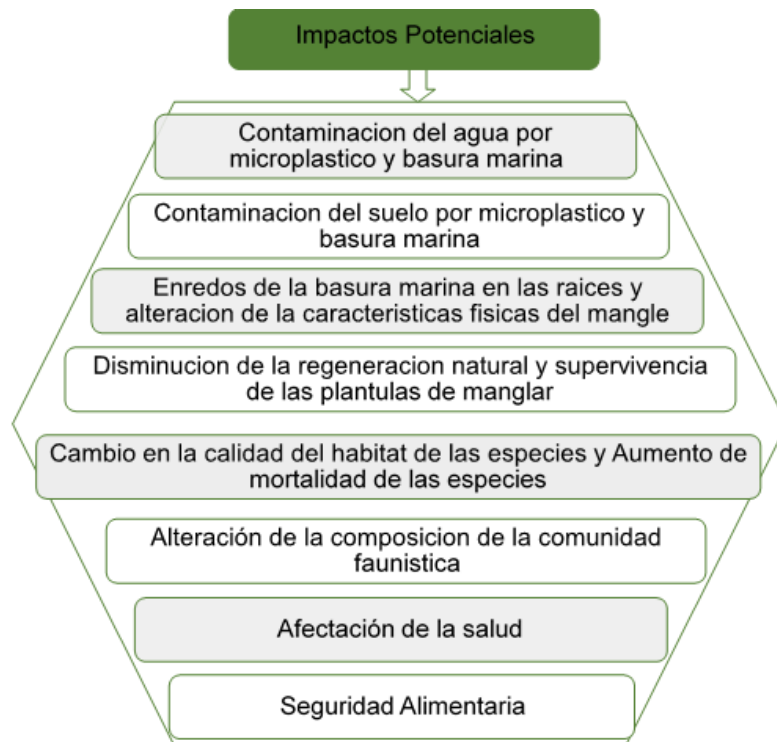 Impactos Potenciales
Contaminacion del agua por
microplastico y basura marina
Contaminacion del suelo por microplastico y
basura marina
Enredos de la basura marina en las raices y
alteracion de la caracteristicas fisicas del mangle
Disminucion de la regeneracion natural y supervivencia
de las plantulas de manglar
Cambio en la calidad del habitat de las especies y Aumento de
mortalidad de las especies
Alteración de la composicion de la comunidad
faunistica
Afectación de la salud
Seguridad Alimentaria